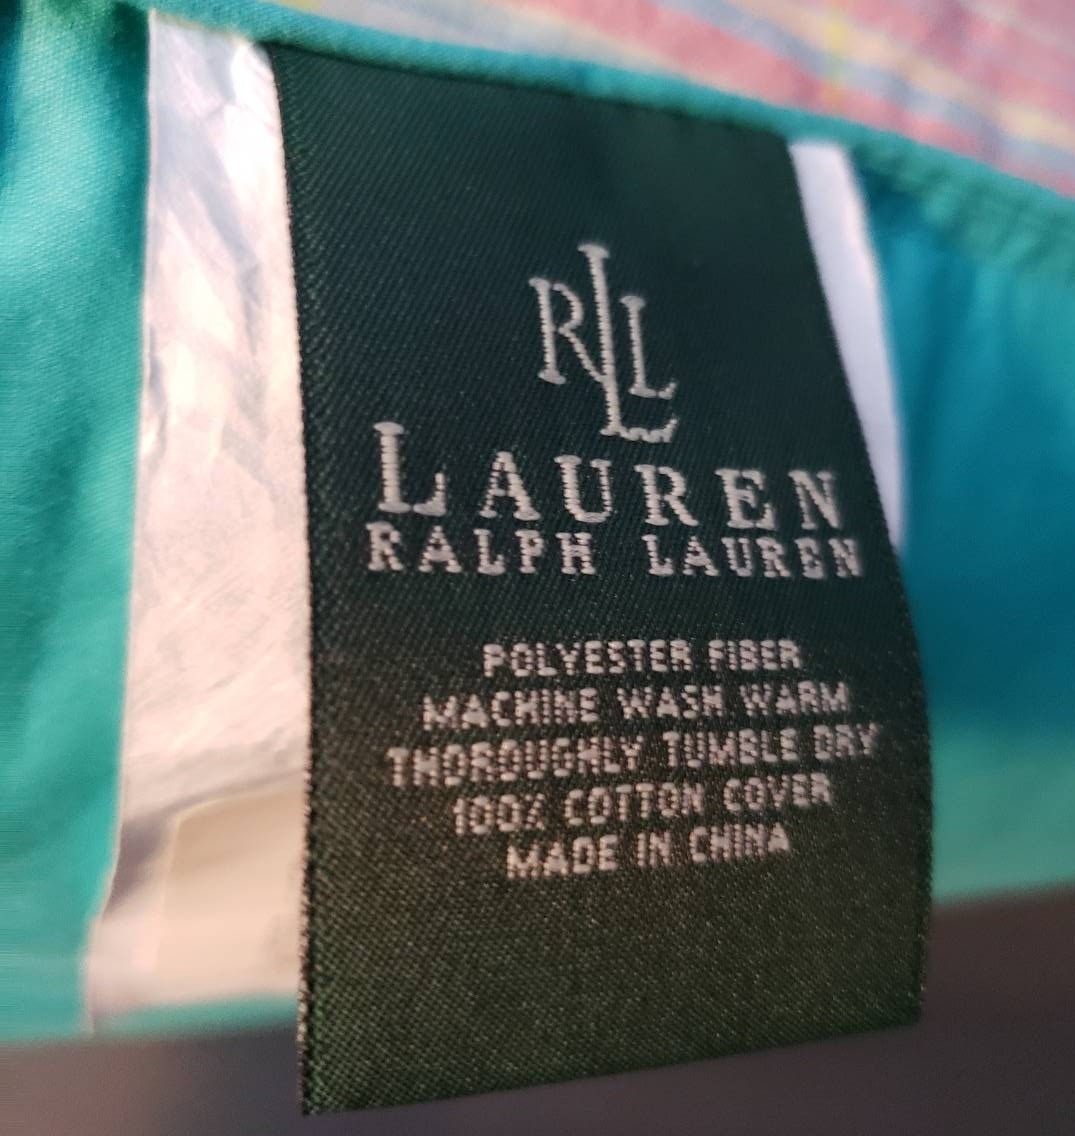 RLL
LAUREN
RALPH LAUREN
POLYESTER FIBER
MACHINE WASH WARM
THOROUGHLY TUMBLE DRY
100% COTTON COVER
MADE IN CHINA